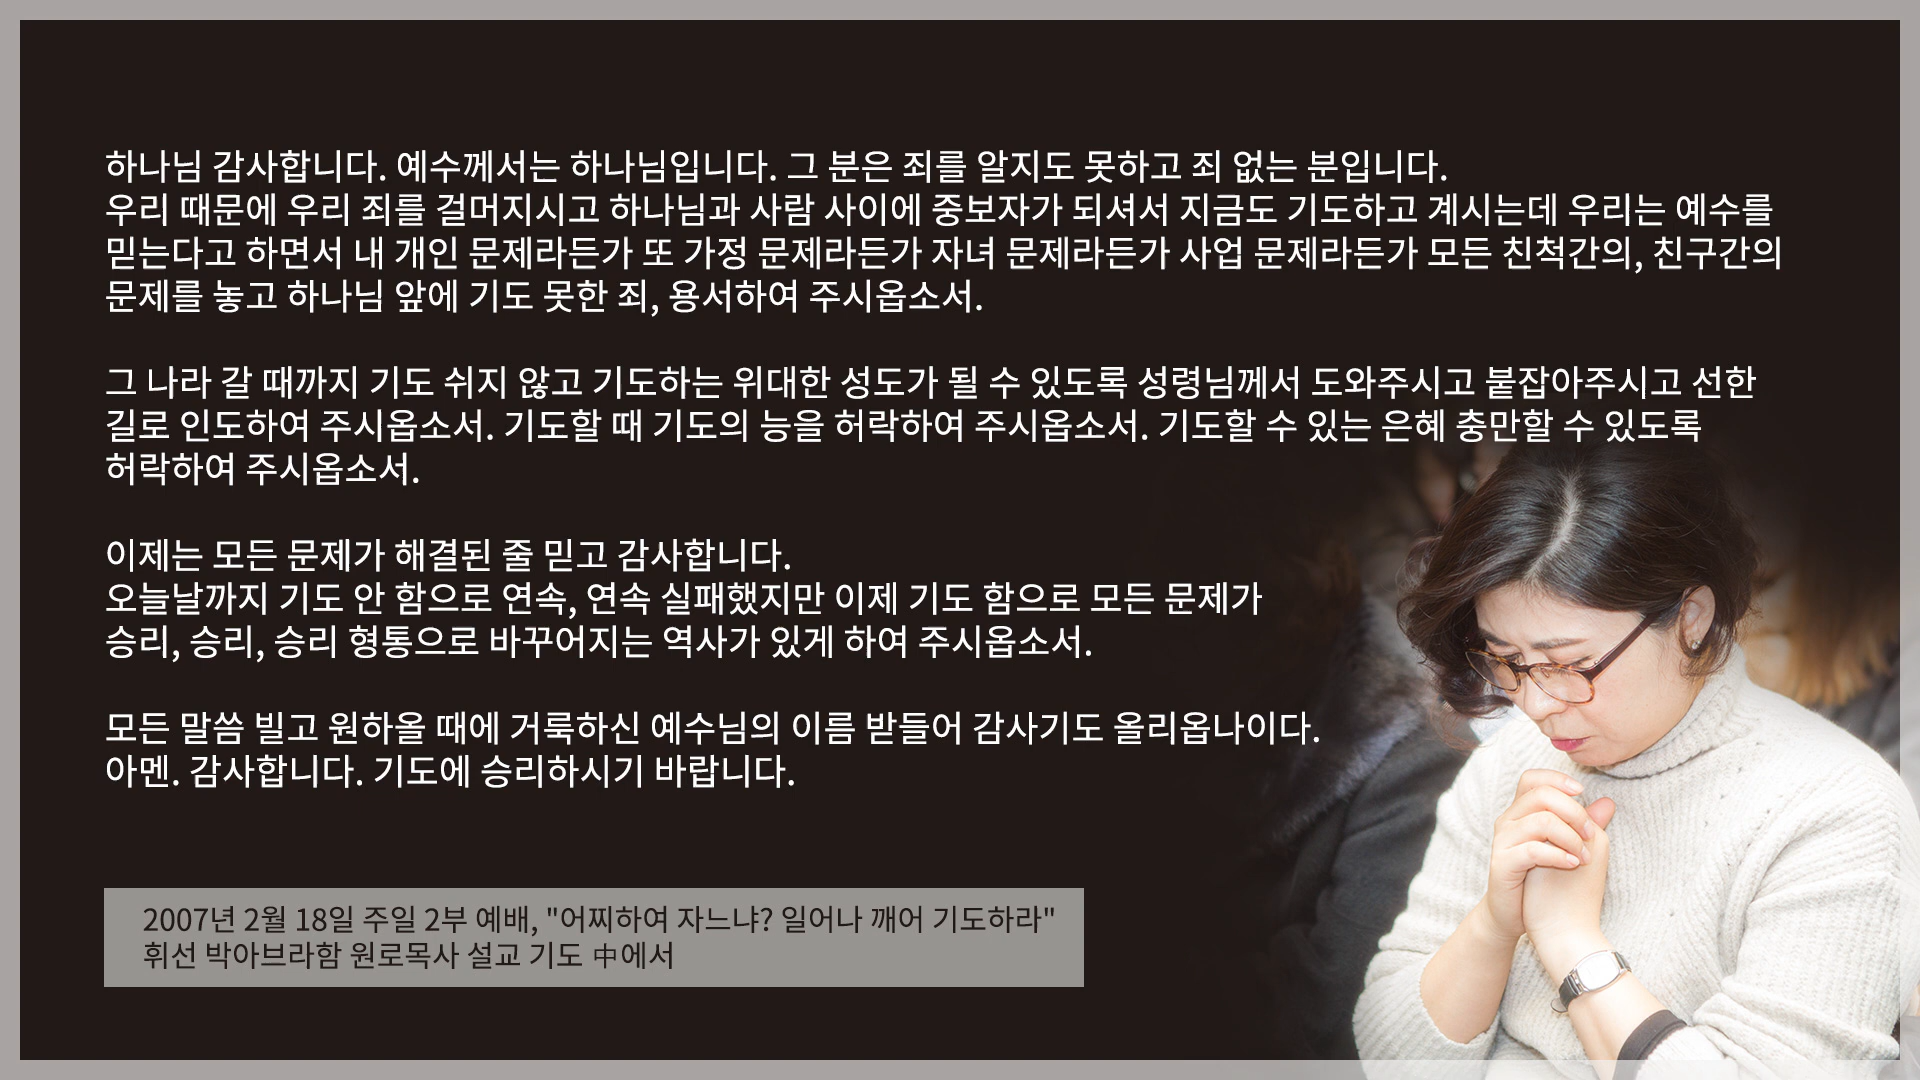 하나님 감사합니다. 예수께서는 하나님입니다. 그 분은 죄를 알지도 못하고 죄 없는 분입니다.
우리 때문에 우리 죄를 걸머지시고 하나님과 사람 사이에 중보자가 되셔서 지금도 기도하고 계시는데 우리는 예수를
믿는다고 하면서 내 개인 문제라든가 또 가정 문제라든가 자녀 문제라든가 사업 문제라든가 모든 친척간의, 친구간의
문제를 놓고 하나님 앞에 기도 못한 죄, 용서하여 주시옵소서.
그 나라 갈 때까지 기도 쉬지 않고 기도하는 위대한 성도가 될 수 있도록 성령님께서 도와주시고 붙잡아주시고 선한
길로 인도하여 주시옵소서. 기도할 때 기도의 능을 허락하여 주시옵소서. 기도할 수 있는 은혜 충만할 수 있도록
허락하여 주시옵소서.
이제는 모든 문제가 해결된 줄 믿고 감사합니다.
오늘날까지 기도 안 함으로 연속, 연속 실패했지만 이제 기도 함으로 모든 문제가
승리, 승리, 승리 형통으로 바꾸어지는 역사가 있게 하여 주시옵소서.
모든 말씀 빌고 원하올 때에 거룩하신 예수님의 이름 받들어 감사기도 올리옵나이다.
아멘. 감사합니다. 기도에 승리하시기 바랍니다.
2007년 2월 18일 주일 2부 예배, "어찌하여 자느냐? 일어나 깨어 기도하라"
휘선 박아브라함 원로목사 설교 기도 中에서